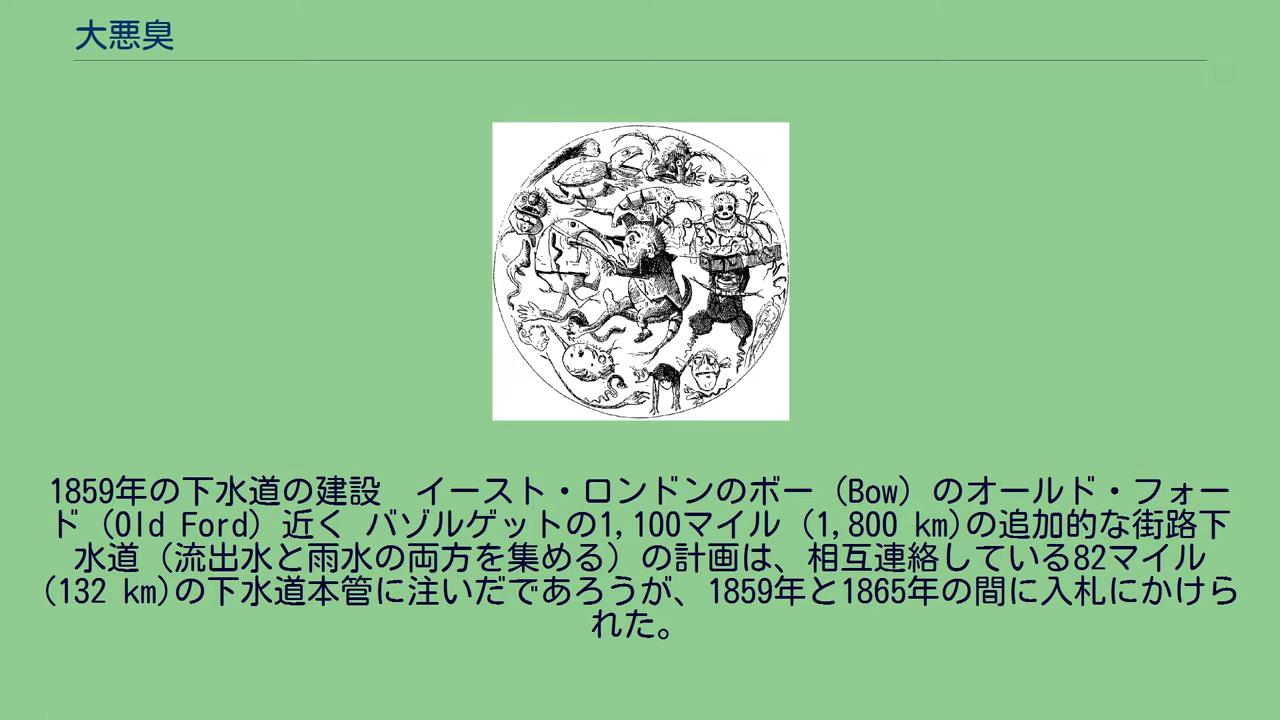 大悪臭
1859年の下水道の建設　イースト・ロンドンのボー（Bow）のオールド・フォー
ド（Old Ford）近く バゾルゲットの1,100マイル (1,800 km)の追加的な街路下
水道（流出水と雨水の両方を集める）の計画は、相互連絡している82マイル
(132 km)の下水道本管に注いだであろうが、1859年と1865年の間に入札にかけら
れた。